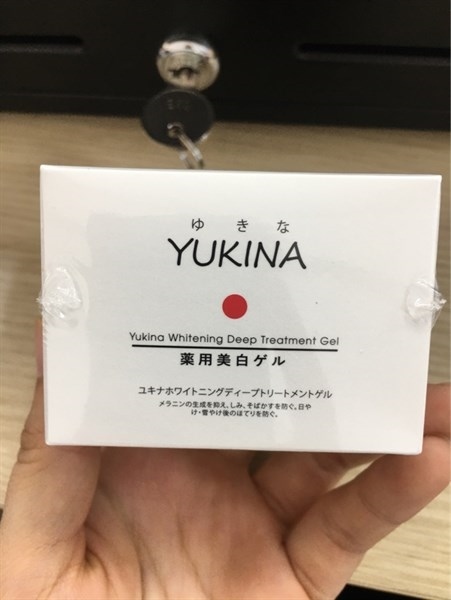 ゆきな
YUKINA
Yukina Whitening Deep Treatment Gel
薬用美白ゲル
ユキナホワイトニングディープトリートメントゲル
メラニンの生成を抑え、しみ、そばかすを防ぐ。日や
け・雪やけ後のほてりを防ぐ。